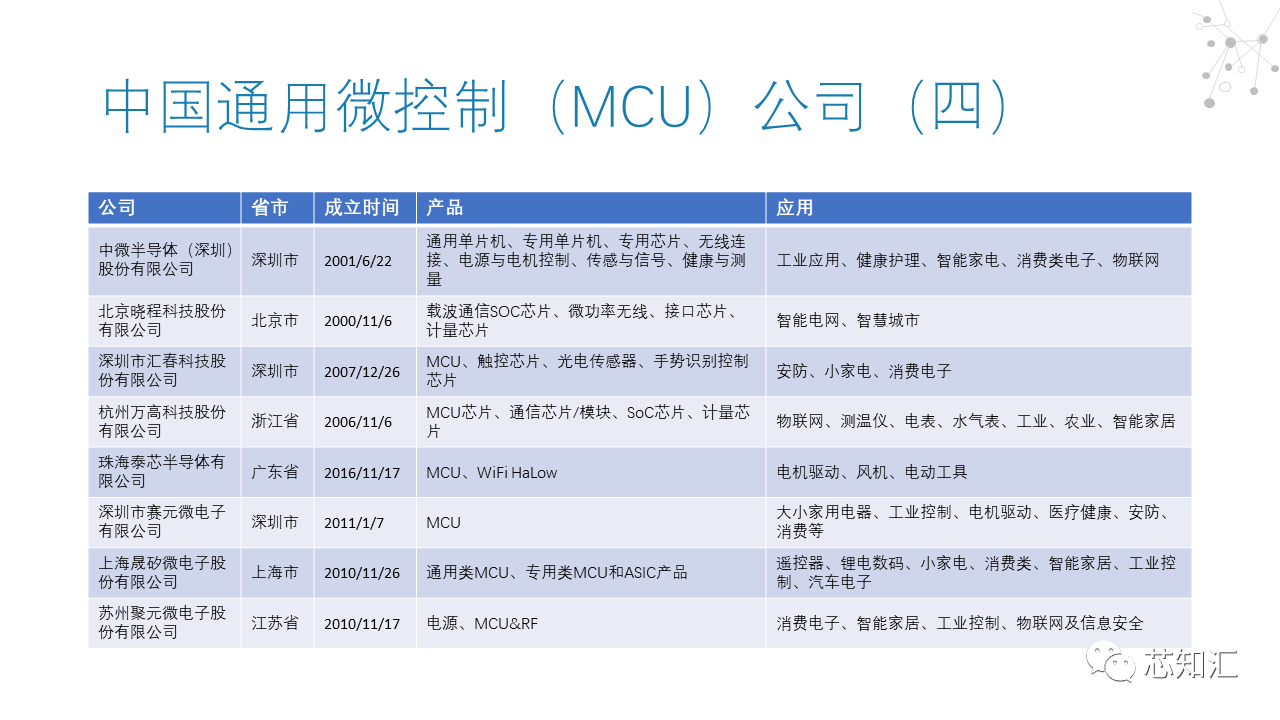 中国通用微控制（MCU）公司（四）
公司 省市 成立时间 产品 应用
中微半导体（深圳）
股份有限公司
深圳市
2001/6/22
通用单片机、专用单片机、专用芯片、无线连
接、电源与电机控制、传感与信号、健康与测
量
工业应用、健康护理、智能家电、消费类电子、物联网
北京晓程科技股份
有限公司
北京市
2000/11/6
载波通信SOC芯片、微功率无线、接口芯片、
计量芯片
智能电网、智慧城市
深圳市汇春科技股
份有限公司
深圳市
2007/12/26
MCU、触控芯片、光电传感器、手势识别控制
芯片
安防、小家电、消费电子
杭州万高科技股份
有限公司
浙江省
2006/11/6
MCU芯片、通信芯片/模块、SoC芯片、计量芯
片
物联网、测温仪、电表、水气表、工业、农业、智能家居
珠海泰芯半导体有
限公司
广东省
2016/11/17
MCU、WiFi HaLow
电机驱动、风机、电动工具
深圳市赛元微电子
有限公司
深圳市
2011/1/7
MCU
大小家用电器、工业控制、电机驱动、医疗健康、安防、
消费等
上海晟矽微电子股
份有限公司
上海市
2010/11/26
通用类MCU、专用类MCU和ASIC产品
遥控器、锂电数码、小家电、消费类、智能家居、工业控
制、汽车电子
苏州聚元微电子股
份有限公司
江苏省
2010/11/17
电源、MCU&RF
消费电子、智能家居、工业控制、物联网及信息安全
芯知汇